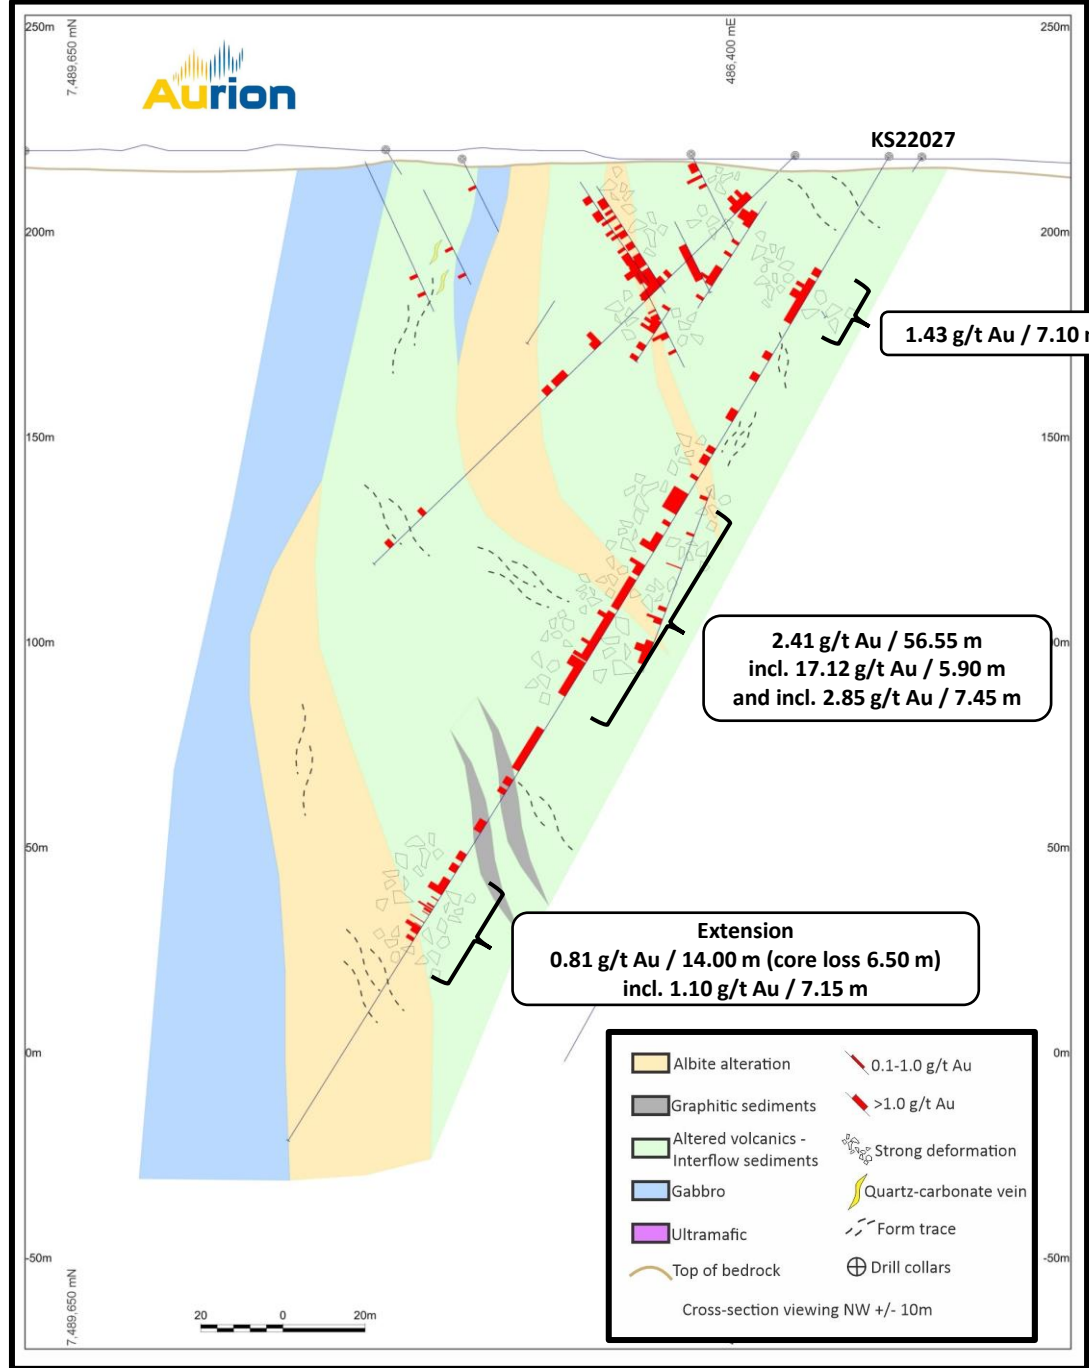 250m
7,489,650 mN
486,400 mE
250m
Aurion
KS22027
200m
200m
1.43 g/t Au / 7.10 m
150m
150m
2.41 g/t Au / 56.55 m
incl. 17.12 g/t Au / 5.90 m
and incl. 2.85 g/t Au / 7.45 m
100m
00m
50m
50m
Extension
0.81 g/t Au / 14.00 m (core loss 6.50 m)
incl. 1.10 g/t Au / 7.15 m
0m
0m
Albite alteration
0.1-1.0 g/t Au
Graphitic sediments
>1.0 g/t Au
Altered volcanics -
Interflow sediments
Strong deformation
Gabbro
Quartz-carbonate vein
Ultramafic
Form trace
Top of bedrock
Drill collars
Cross-section viewing NW +/- 10m
-50m
-50m
7,489,650 mN
20 0 20m